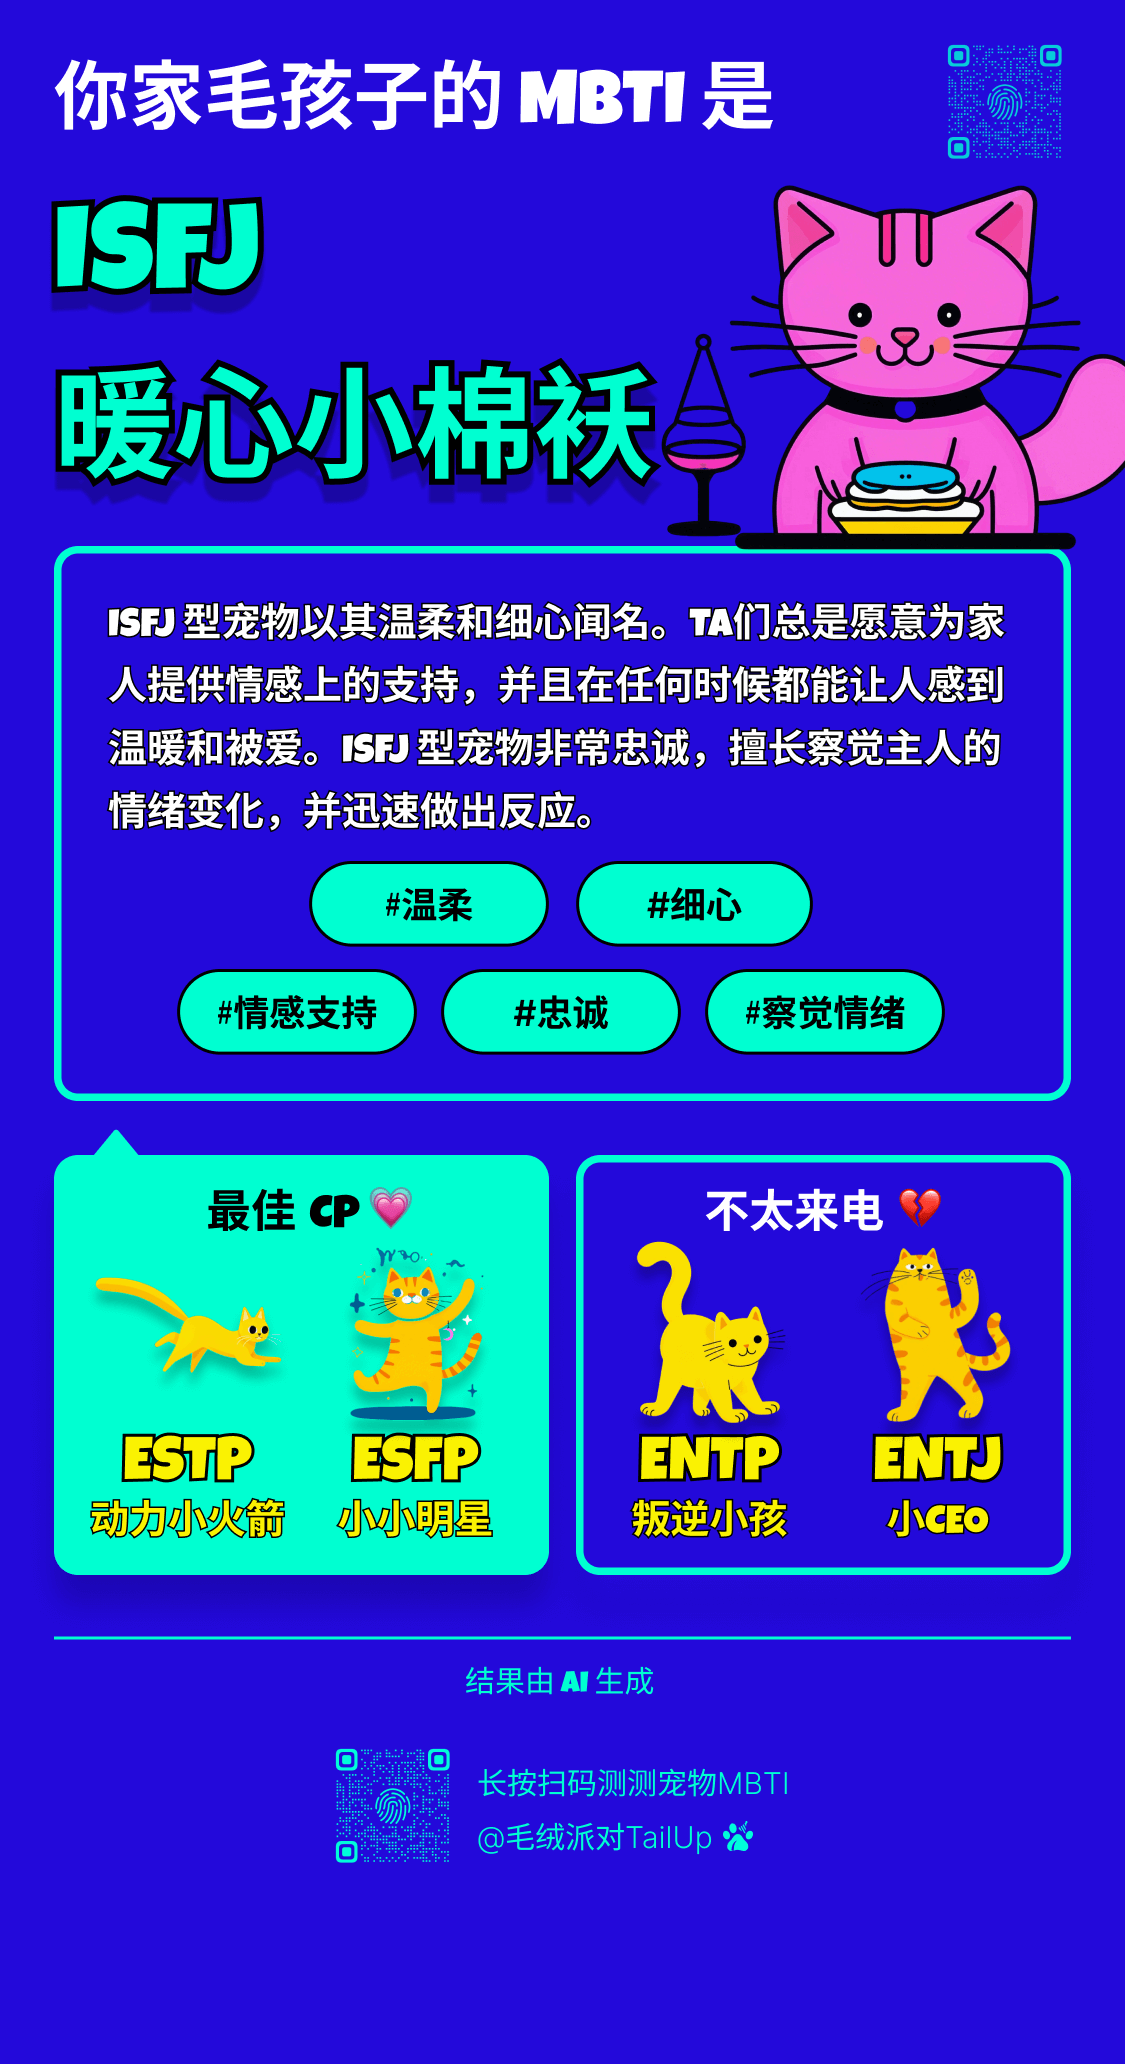 你家毛孩子的 MBTI 是
ISFJ
暖心小棉袄
ISFJ 型宠物以其温柔和细心闻名。TA们总是愿意为家
人提供情感上的支持，并且在任何时候都能让人感到
温暖和被爱。ISFJ 型宠物非常忠诚，擅长察觉主人的
情绪变化，并迅速做出反应。
#温柔 #细心
#情感支持 #忠诚 #察觉情绪
最佳 CP💗
ESTP ESFP
动力小火箭 小小明星
不太来电 💔
ENTP ENTJ
叛逆小孩 小CEO
结果由 AI 生成
长按扫码测测宠物MBTI
@毛绒派对TailUp 🐾